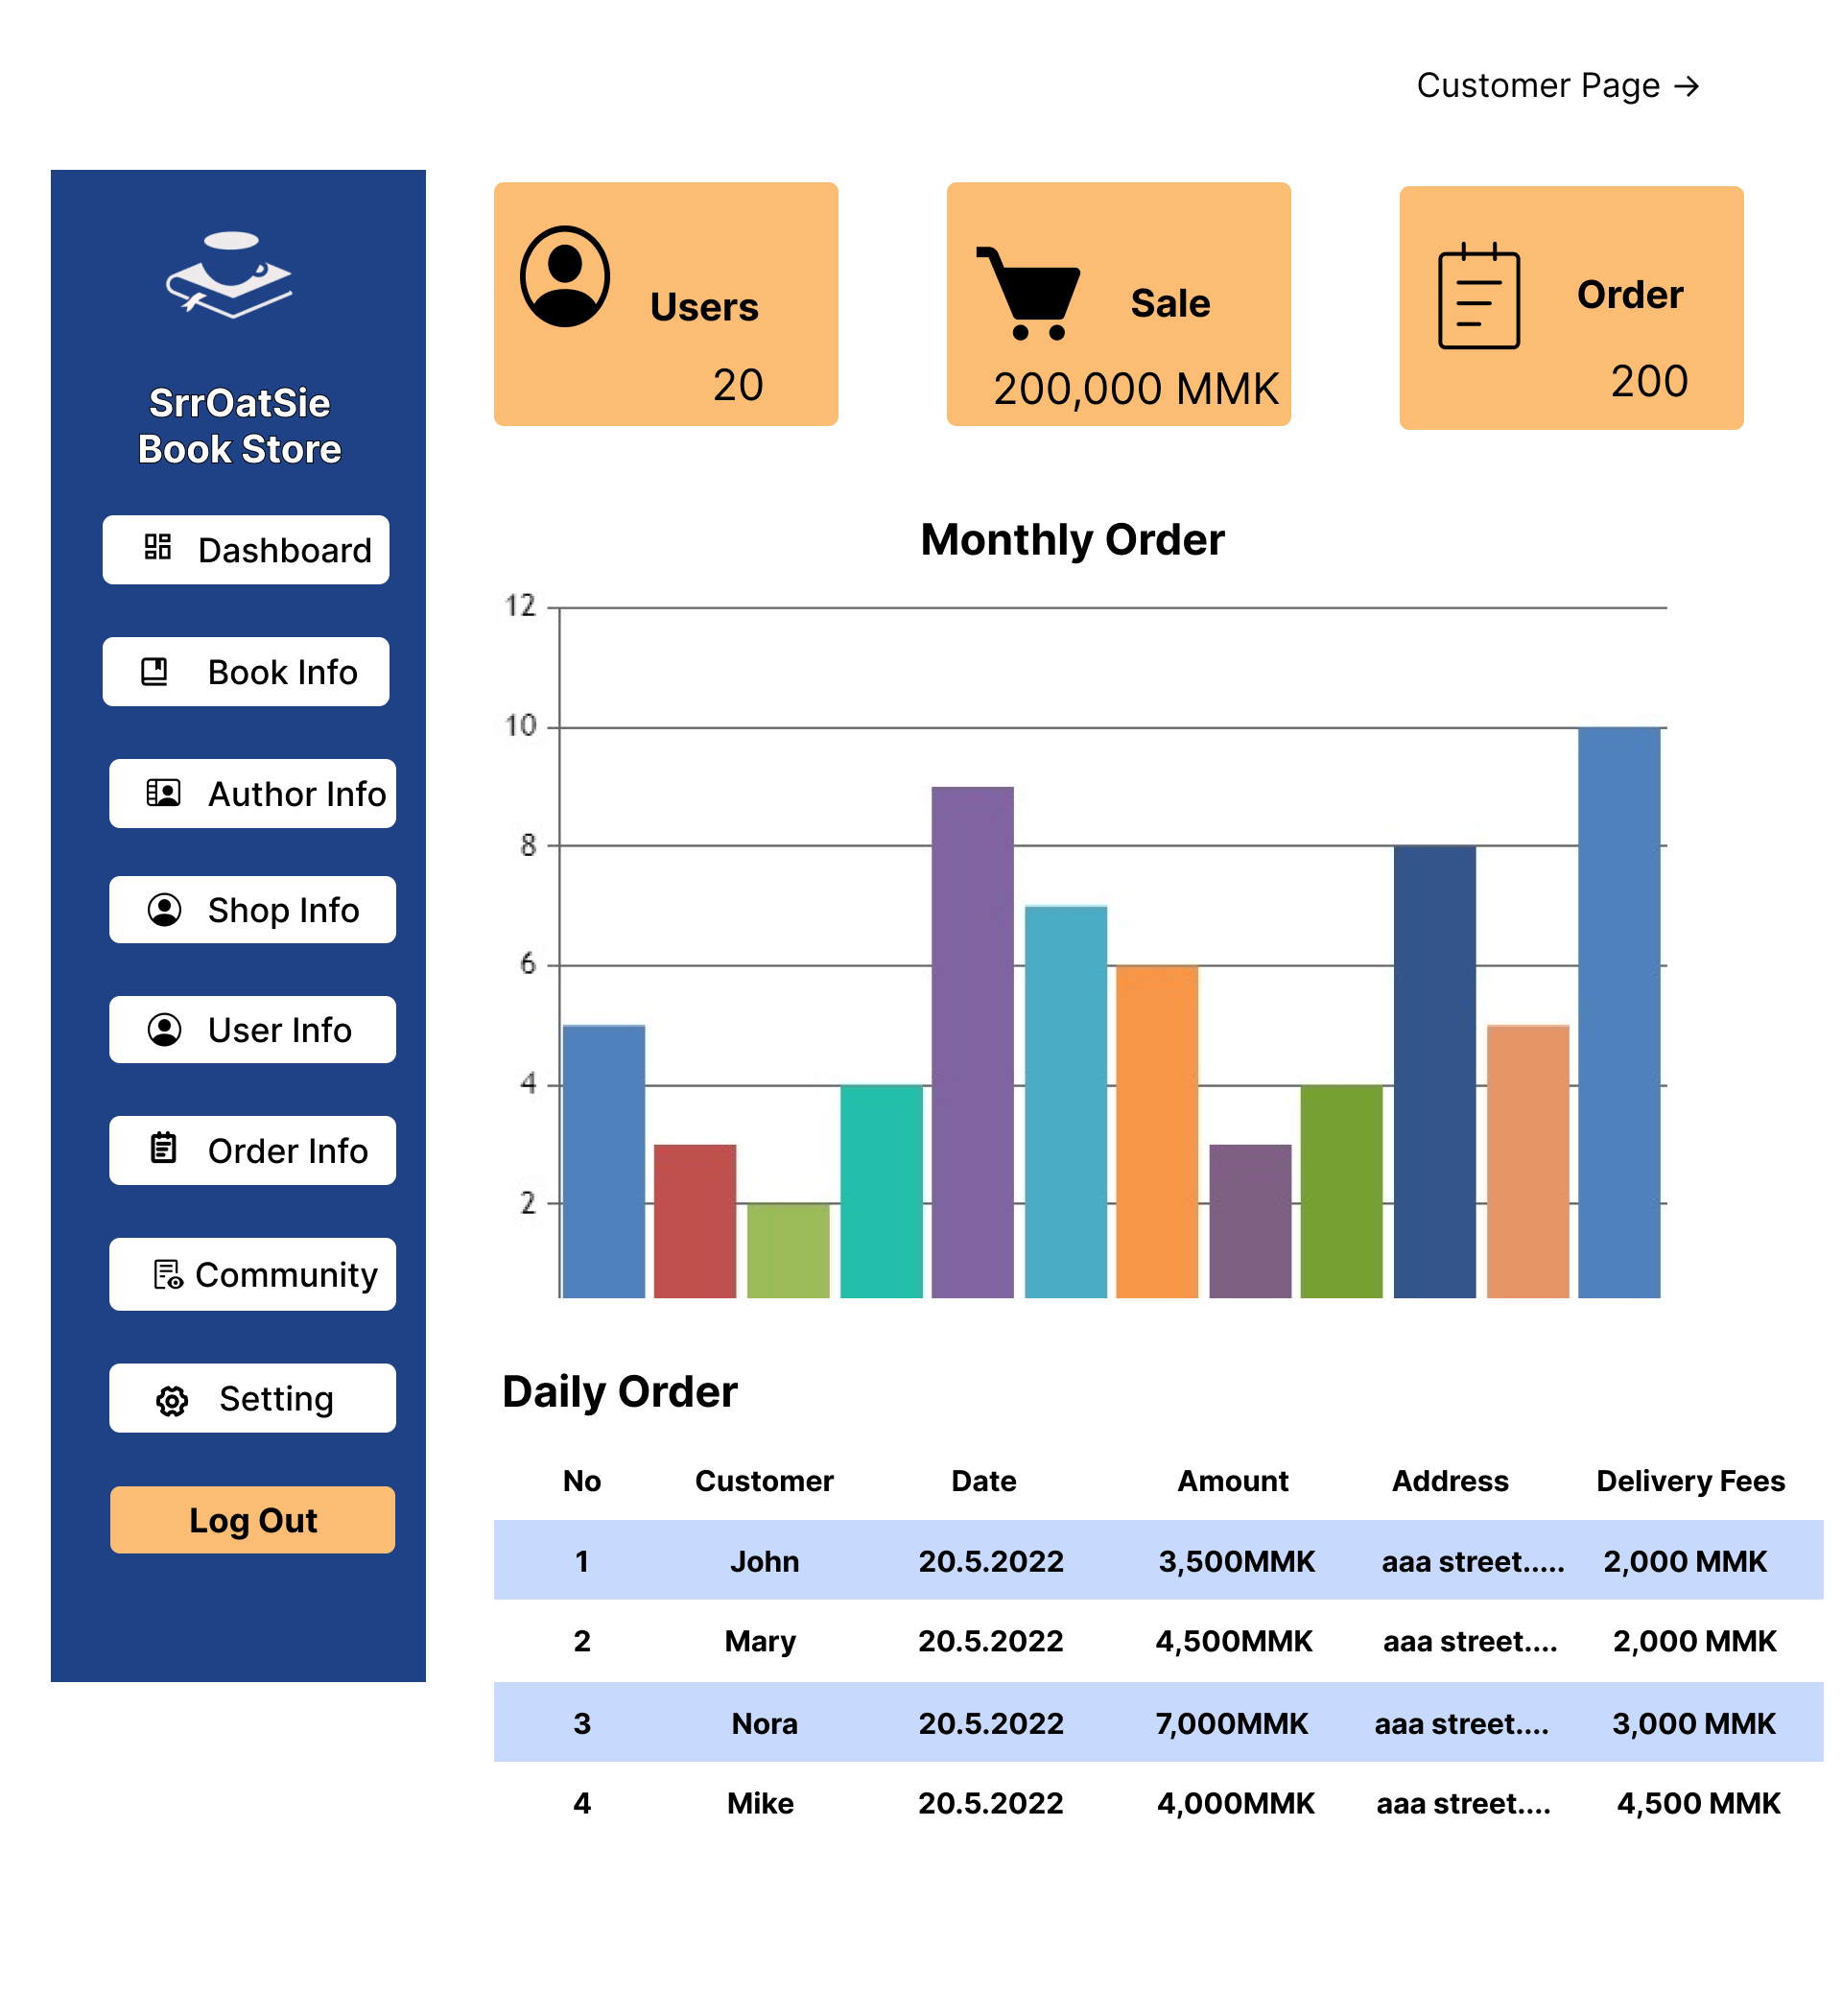 Customer Page →
SrrOatSie
Book Store
Dashboard
Book Info
Author Info
Shop Info
User Info
Order Info
Community
Setting
Log Out
Users
20
Sale
200,000 MMK
Order
200
Monthly Order
12
10
8
6
4
2
Daily Order
No Customer Date Amount Address Delivery Fees
1 John 20.5.2022 3,500MMK aaa street..... 2,000 MMK
2 Mary 20.5.2022 4,500MMK aaa street.... 2,000 MMK
3 Nora 20.5.2022 7,000MMK aaa street.... 3,000 MMK
4 Mike 20.5.2022 4,000MMK aaa street.... 4,500 MMK